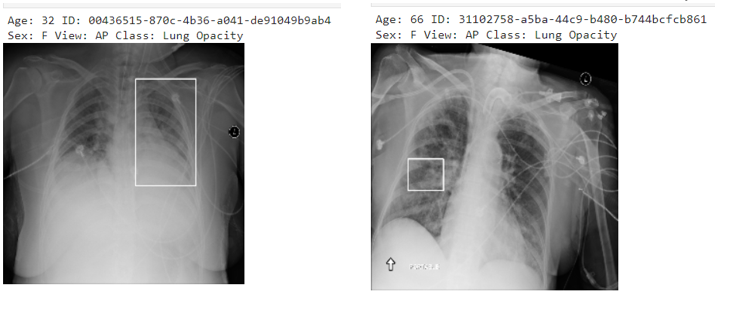 Age: 32 ID: 00436515-870c-4b36-a041-de91049b9ab4
Sex: F View: AP Class: Lung Opacity
Age: 66 ID: 31102758-a5ba-44c9-b480-b744bcfcb861
Sex: F View: AP Class: Lung Opacity